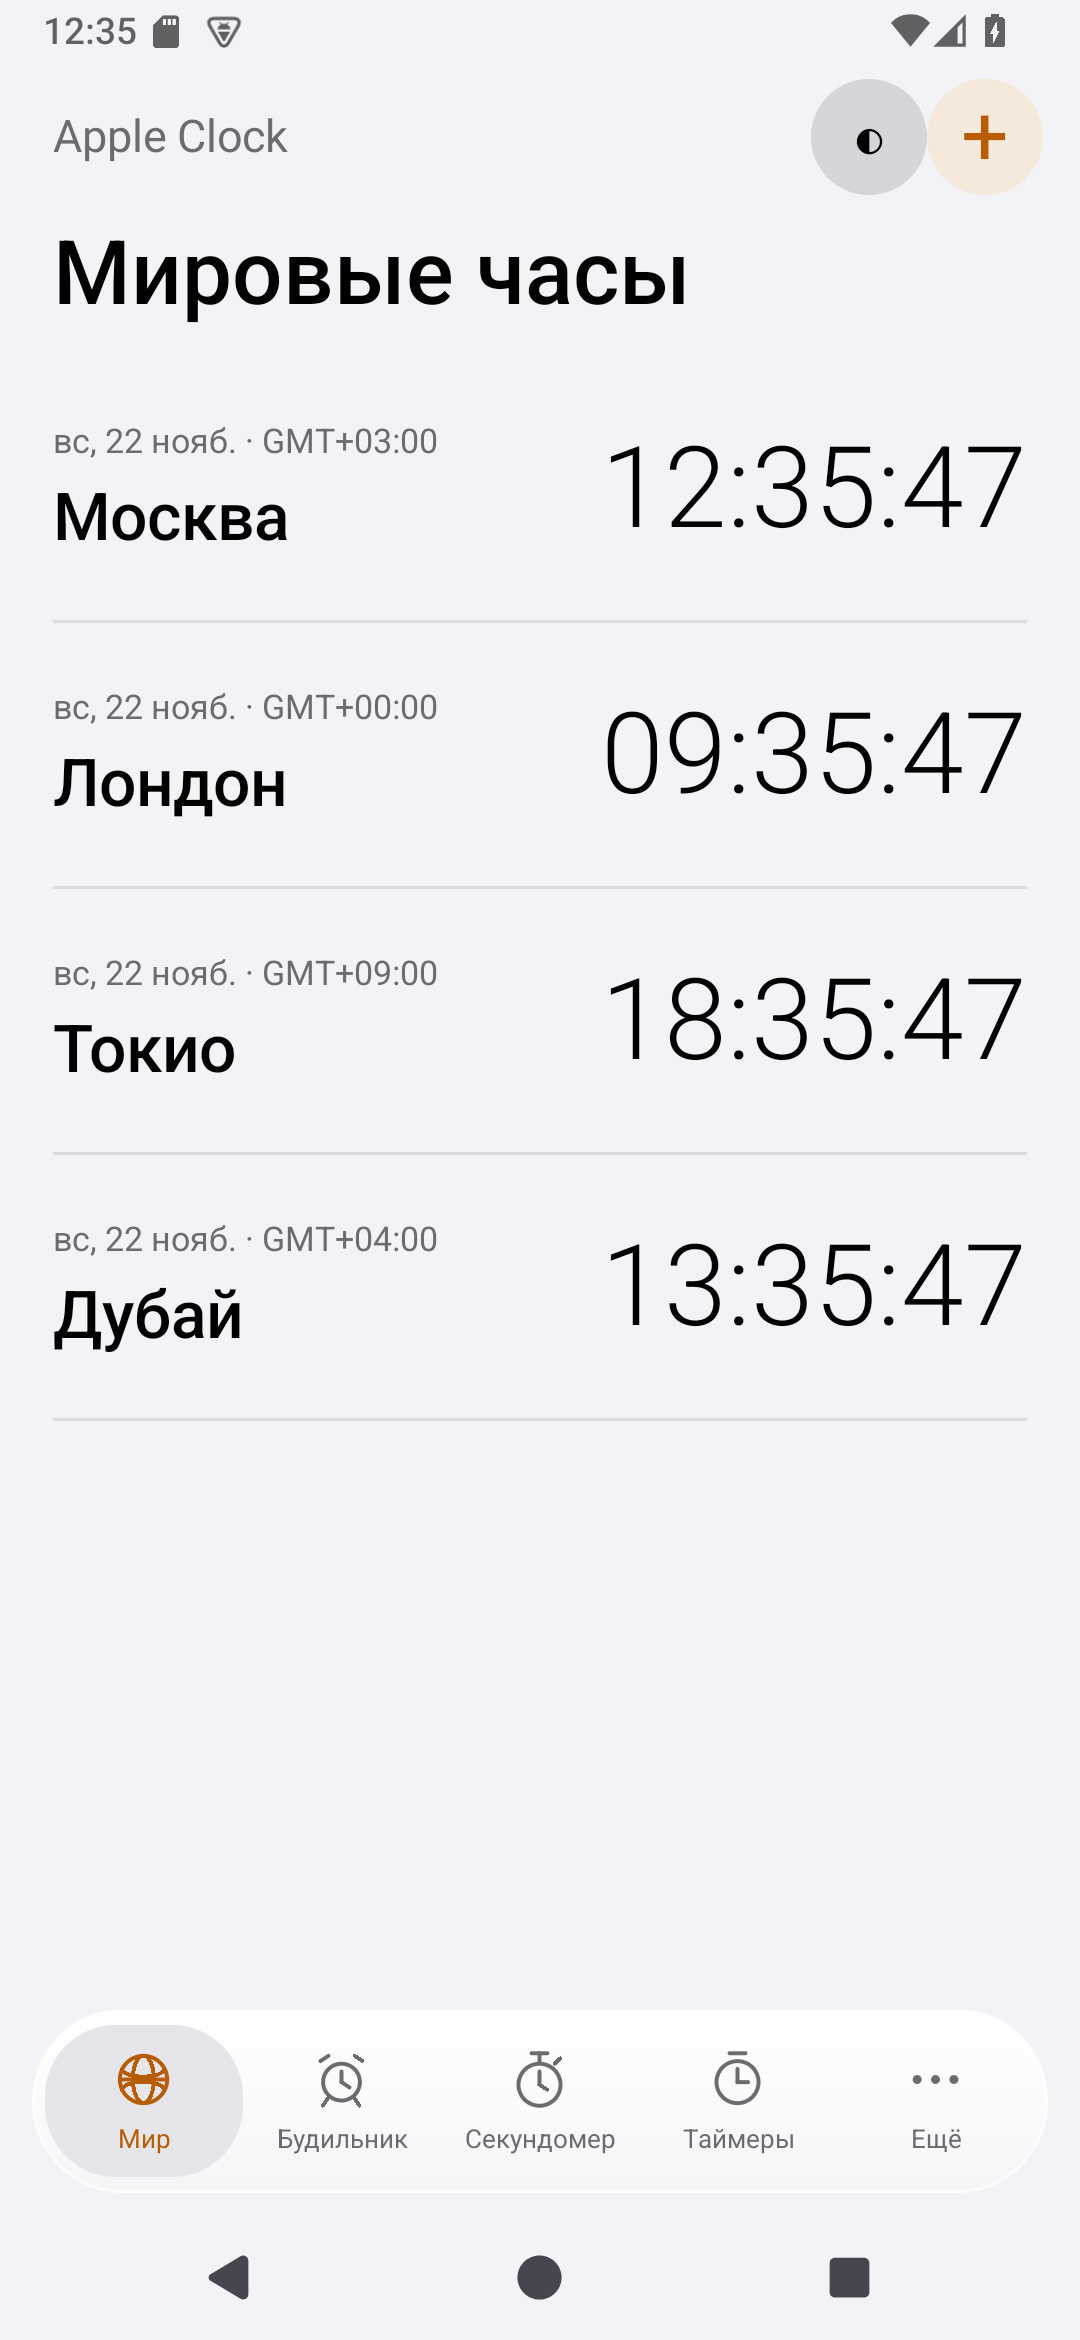 12:35
Apple Clock
Мировые часы
вс, 22 нояб. · GMT+03:00
Москва
12:35:47
вс, 22 нояб. · GMT+00:00
Лондон
09:35:47
вс, 22 нояб. · GMT+09:00
Токио
18:35:47
вс, 22 нояб. · GMT+04:00
Дубай
13:35:47
Мир
Будильник
Секундомер
Таймеры
Ещё